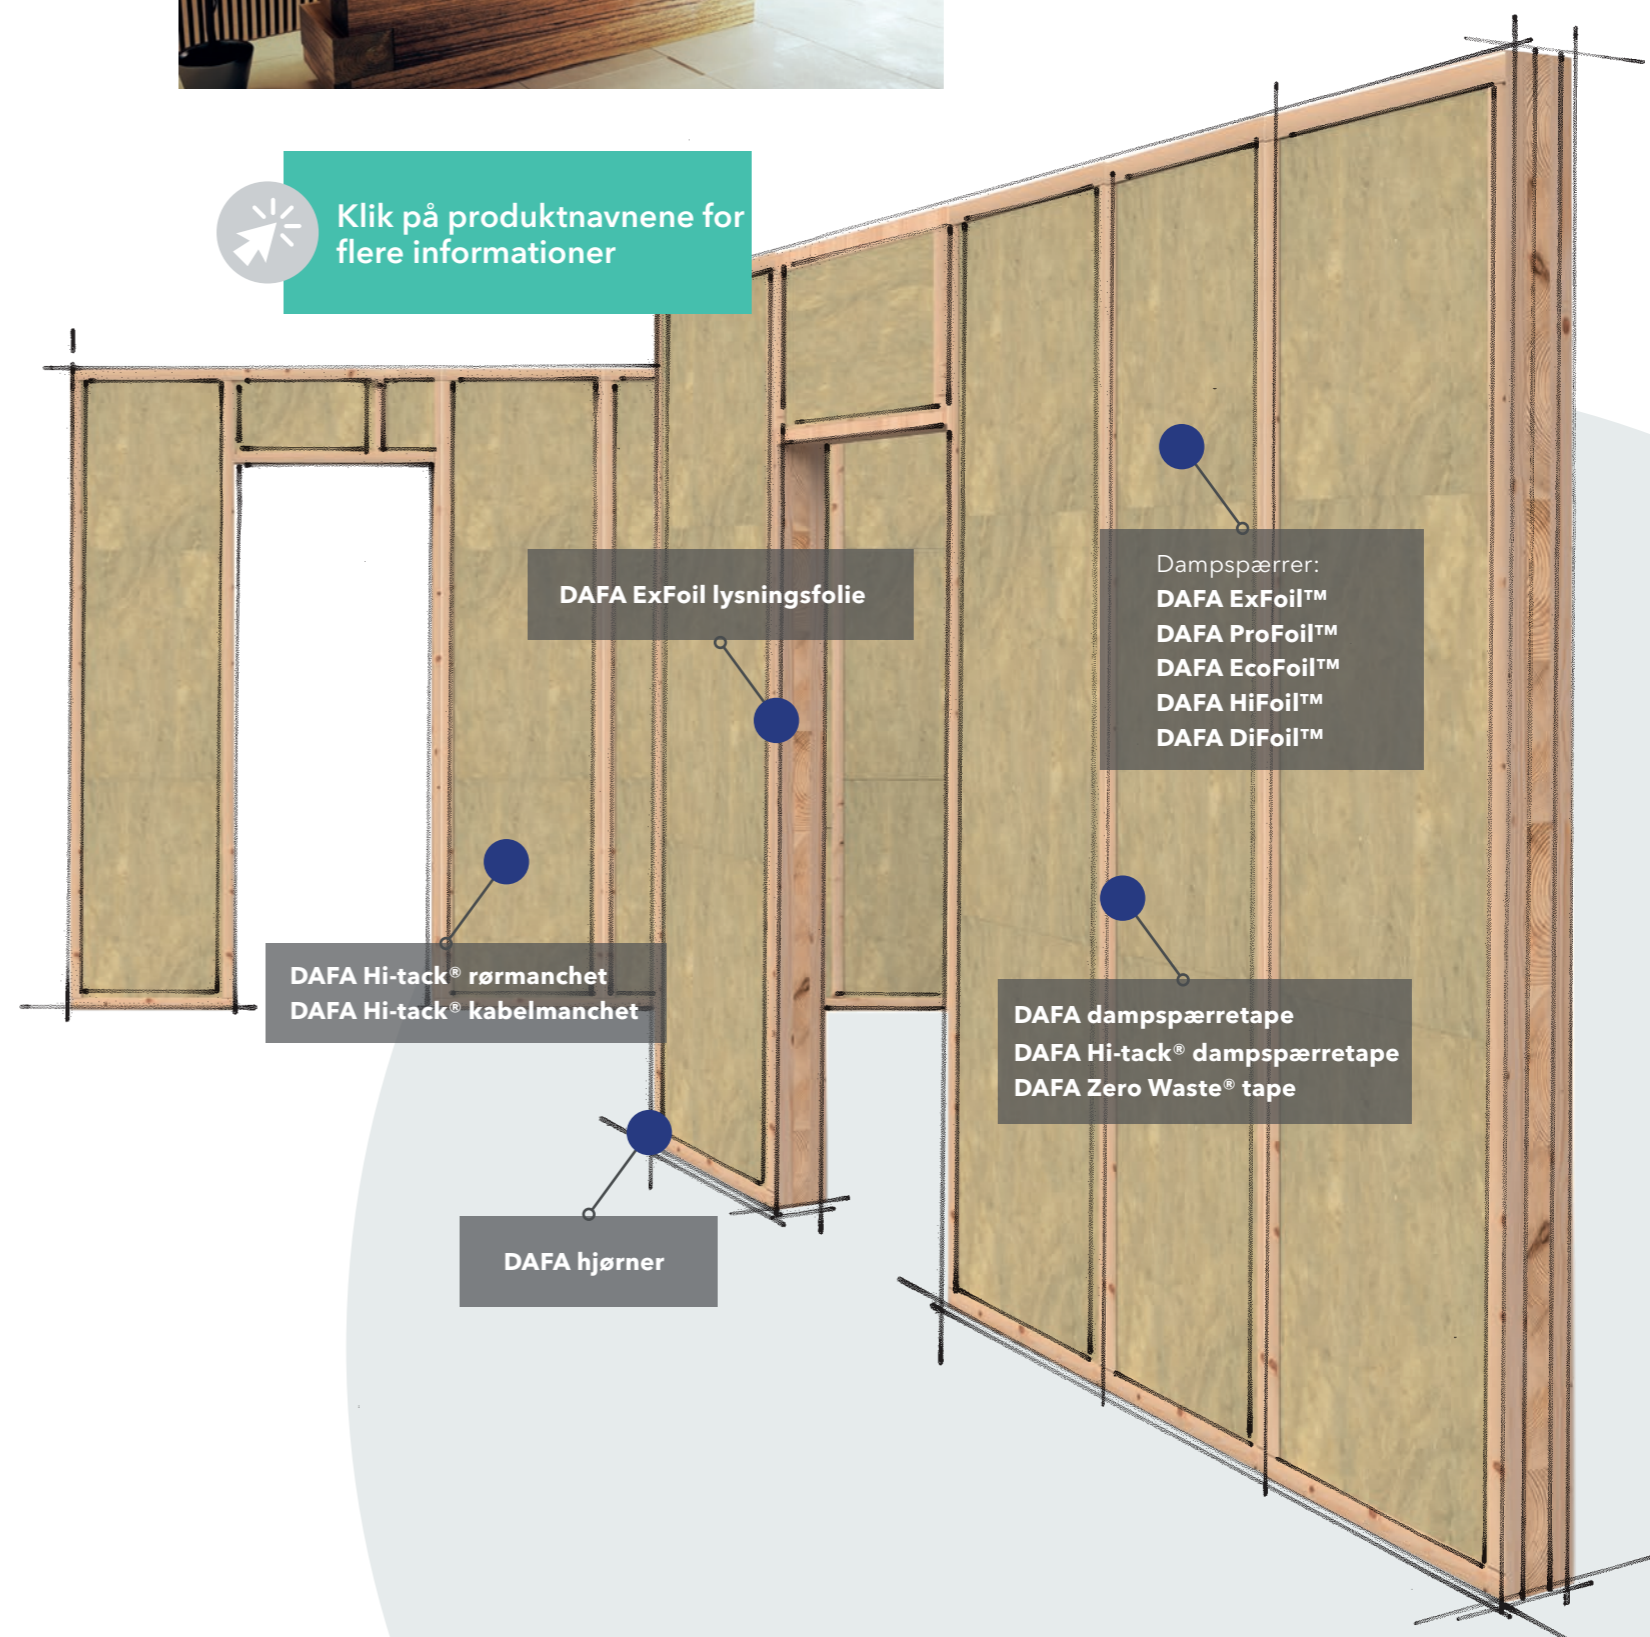 Klik på produktnavnene for
flere informationer
DAFA ExFoil lysningsfolie
Dampspærrer:
DAFA ExFoil™
DAFA ProFoil™
DAFA EcoFoil™
DAFA HiFoil™
DAFA DiFoil™
DAFA Hi-tack® rørmanchet
DAFA Hi-tack® kabelmanchet
DAFA dampspærretape
DAFA Hi-tack® dampspærretape
DAFA Zero Waste® tape
DAFA hjørner